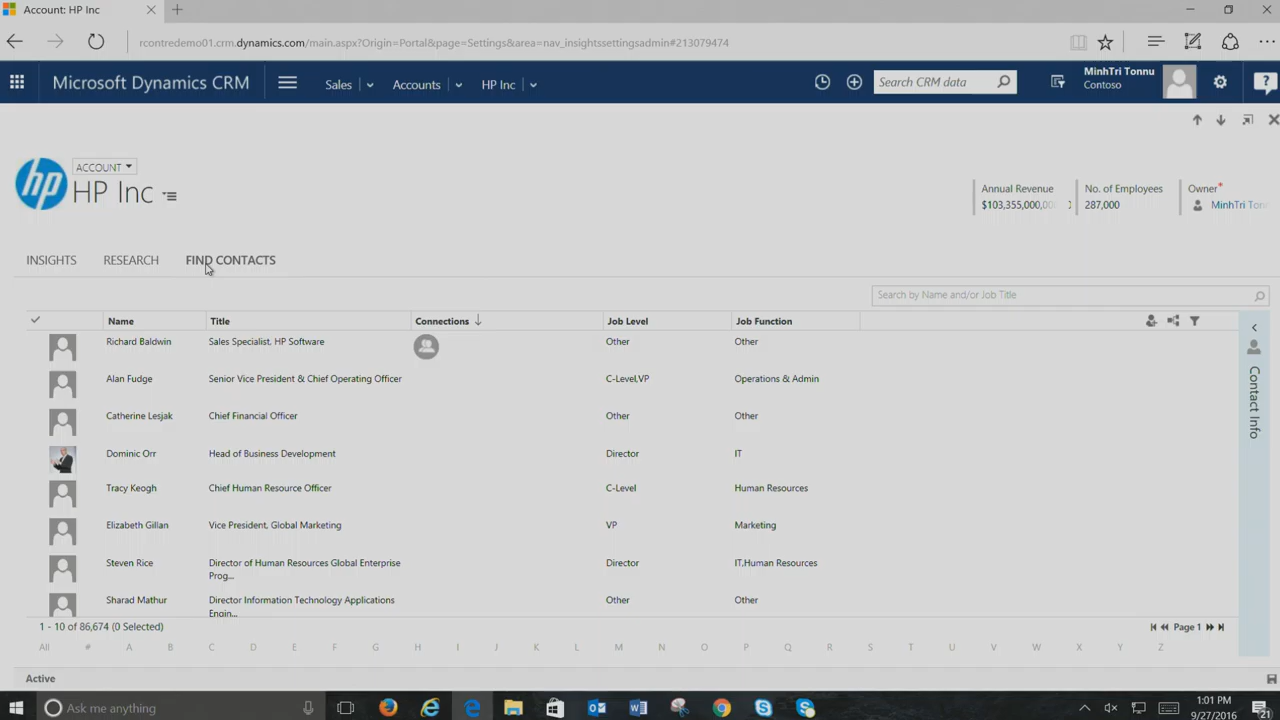 Account: HP Inc
rcontredemo01.crm.dynamics.com/main.aspx?Origin=Portal&page=Settings&area=nav_insightssettingsadmin#213079474
Microsoft Dynamics CRM
Sales
Accounts
HP Inc
Search CRM data
MinhTri Tonnu
Contoso
?
hp
ACCOUNT
HP Inc
Annual Revenue
$103,355,000,00
No. of Employees
287,000
Owner*
MinhTri Tonn
INSIGHTS
RESEARCH
FIND CONTACTS
Search by Name and/or Job Title
Name Title Connections Job Level Job Function
Richard Baldwin Sales Specialist, HP Software Other Other
Alan Fudge Senior Vice President & Chief Operating Officer C-Level,VP Operations & Admin
Catherine Lesjak Chief Financial Officer Other Other
Dominic Orr Head of Business Development Director IT
Tracy Keogh Chief Human Resource Officer C-Level Human Resources
Elizabeth Gillan Vice President, Global Marketing VP Marketing
Steven Rice Director of Human Resources Global Enterprise Director IT,Human Resources
Prog...
Sharad Mathur Director Information Technology Applications Other Other
Engin...
Contact Info
1 - 10 of 86,674 (0 Selected)
Page 1
All # A B C D E F G H I J K L M N O P Q R S T U V W X Y Z
Active
Ask me anything
1:01 PM
9/27/2016
21